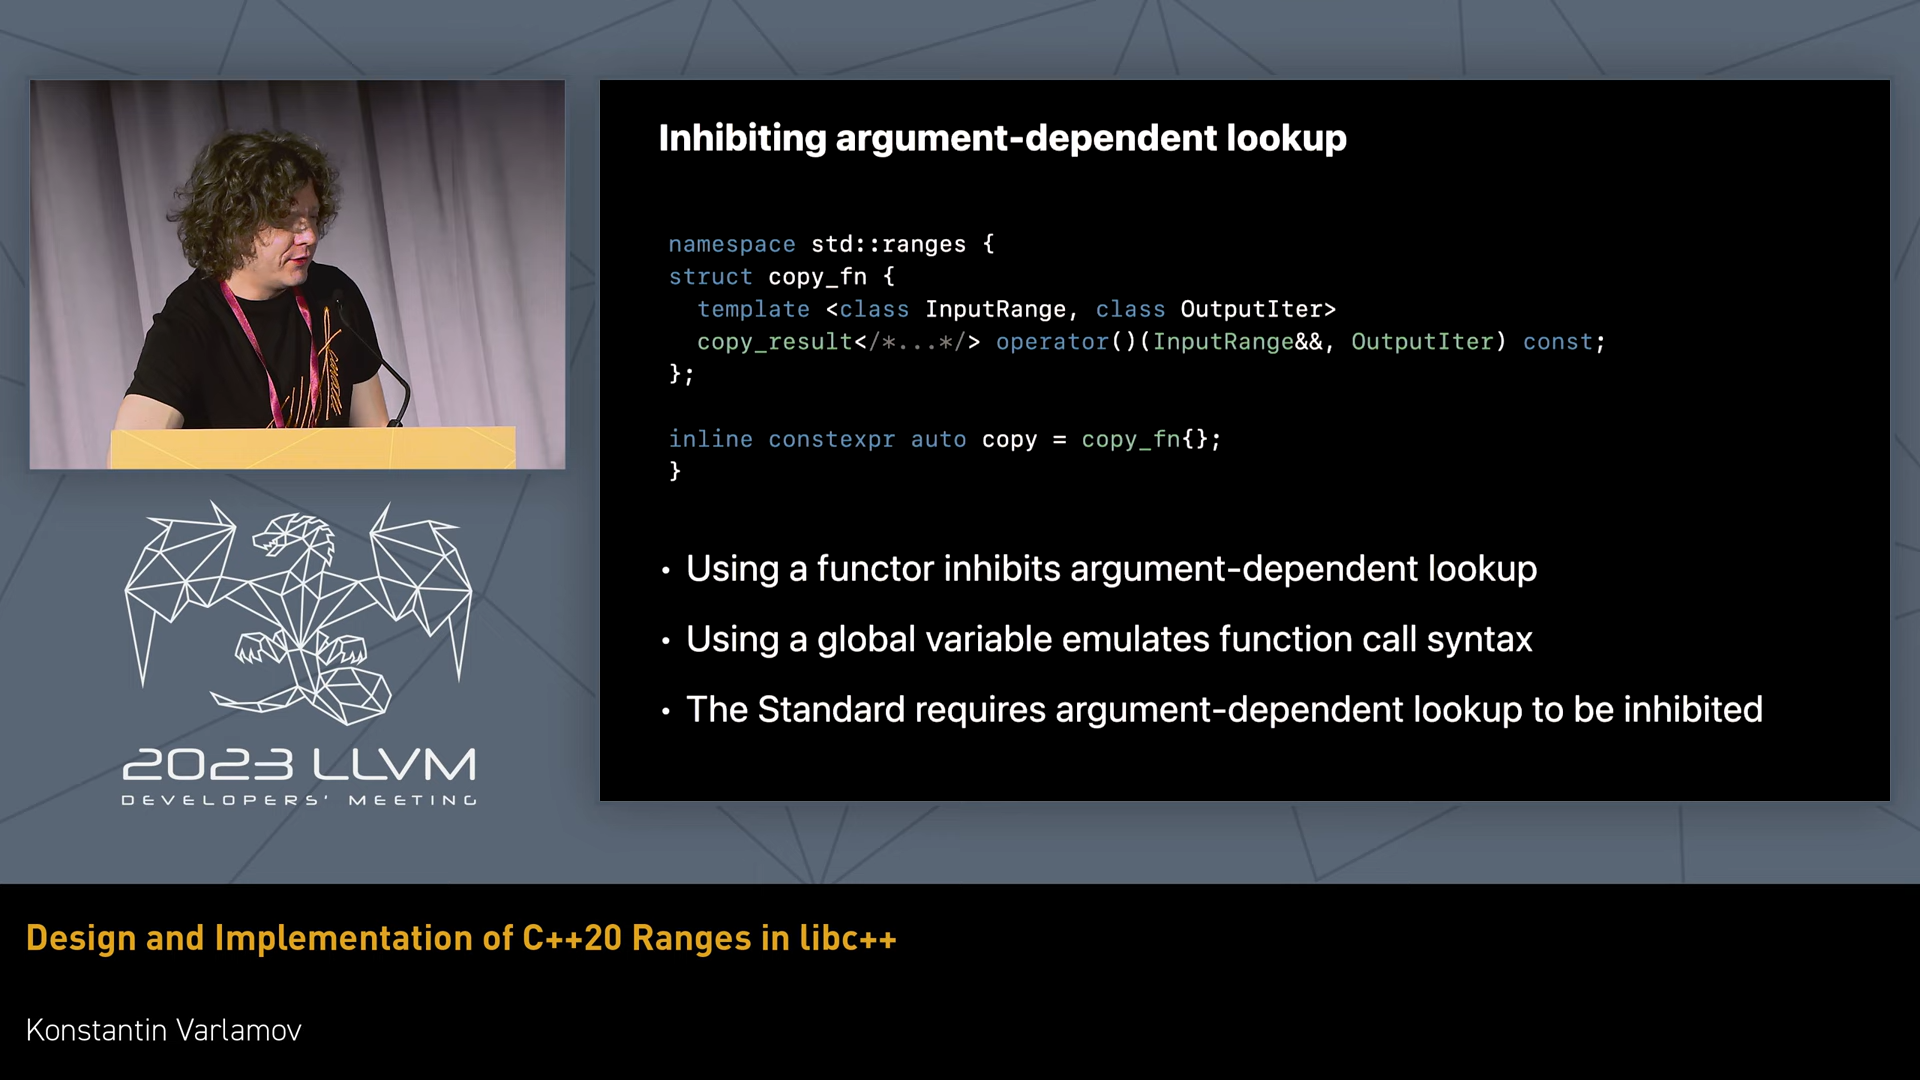 Inhibiting argument-dependent lookup
namespace std::ranges {
struct copy_fn {
  template <class InputRange, class OutputIter>
  copy_result</*...*/> operator()(InputRange&&, OutputIter) const;
};
inline constexpr auto copy = copy_fn{};
}
• Using a functor inhibits argument-dependent lookup
• Using a global variable emulates function call syntax
• The Standard requires argument-dependent lookup to be inhibited
2023 LLVM
DEVELOPERS' MEETING
Design and Implementation of C++20 Ranges in libc++
Konstantin Varlamov